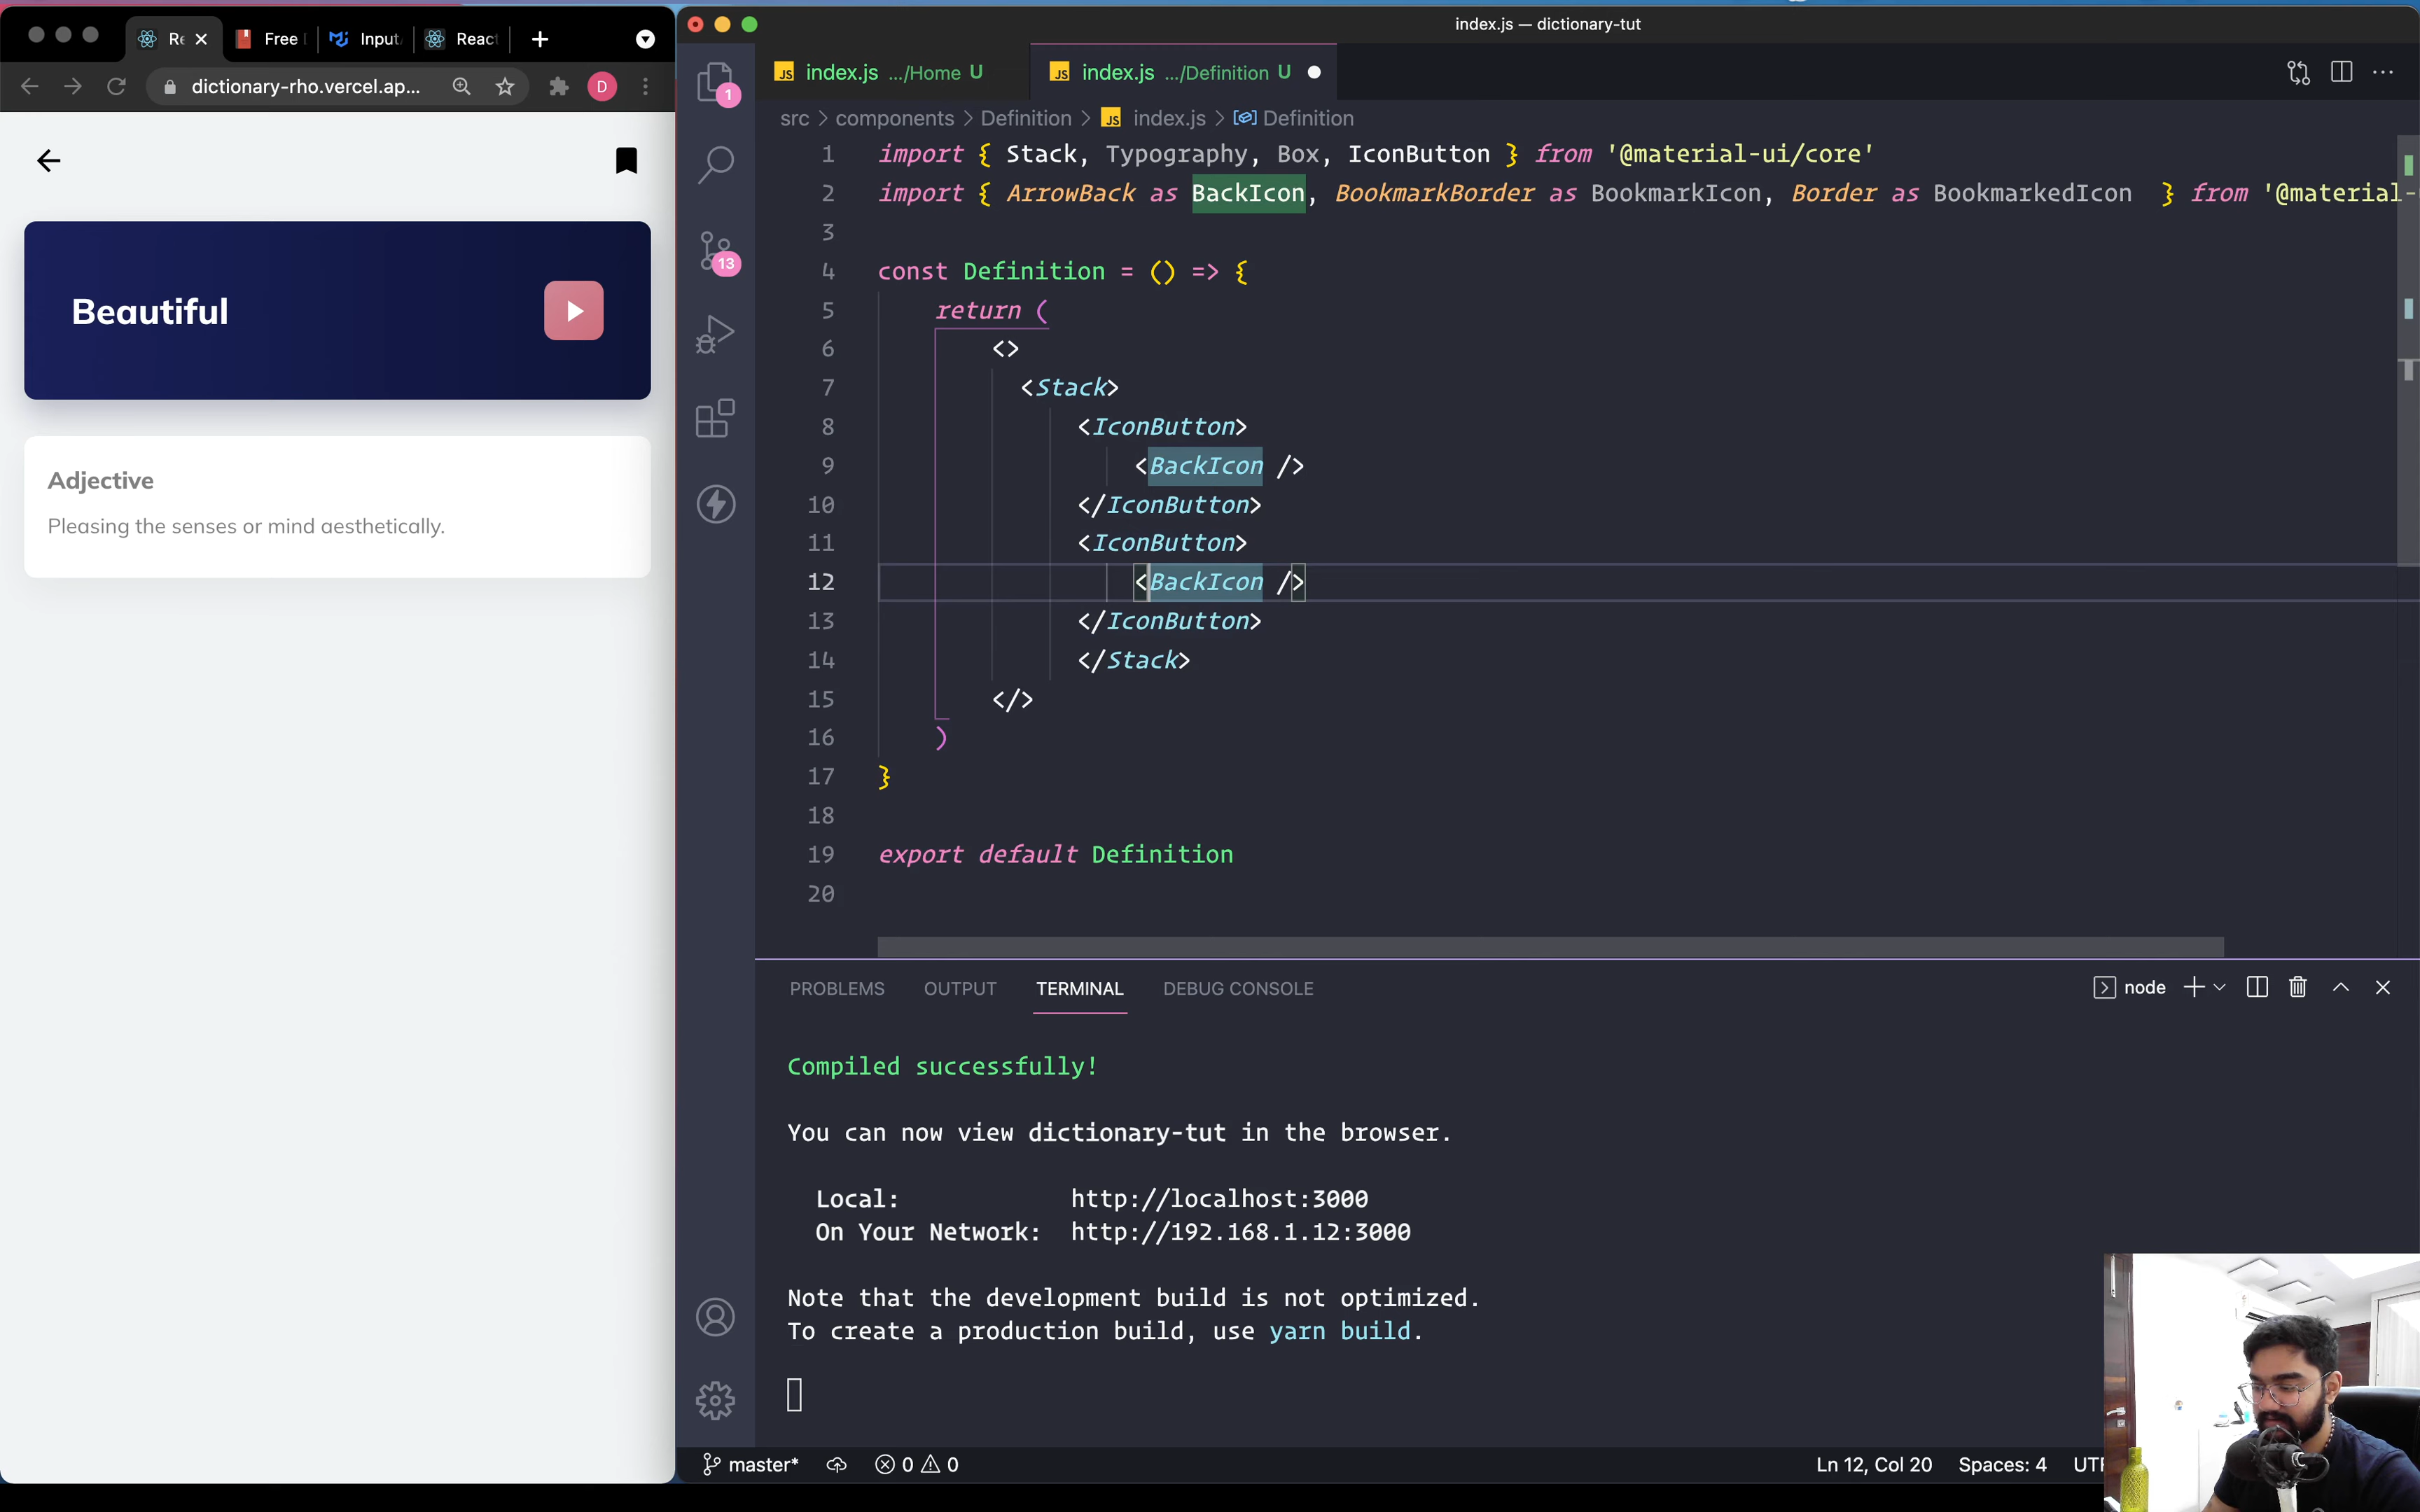 Re
Free
Input
React
dictionary-rho.vercel.ap...
D
Beautiful
Adjective
Pleasing the senses or mind aesthetically.
index.js — dictionary-tut
JS index.js .../Home U
JS index.js .../Definition U
src > components > Definition > JS index.js > Definition
1 import { Stack, Typography, Box, IconButton } from '@material-ui/core'
2 import { ArrowBack as BackIcon, BookmarkBorder as BookmarkIcon, Border as BookmarkedIcon } from '@material-
3
4 const Definition = () => {
5 return (
6 <>
7 <Stack>
8 <IconButton>
9 <BackIcon />
10 </IconButton>
11 <IconButton>
12 <BackIcon />
13 </IconButton>
14 </Stack>
15 </>
16 )
17 }
18
19 export default Definition
20
1
13
PROBLEMS OUTPUT TERMINAL DEBUG CONSOLE
node
Compiled successfully!
You can now view dictionary-tut in the browser.
Local: http://localhost:3000
On Your Network: http://192.168.1.12:3000
Note that the development build is not optimized.
To create a production build, use yarn build.
master* 0 0
Ln 12, Col 20 Spaces: 4 UTF